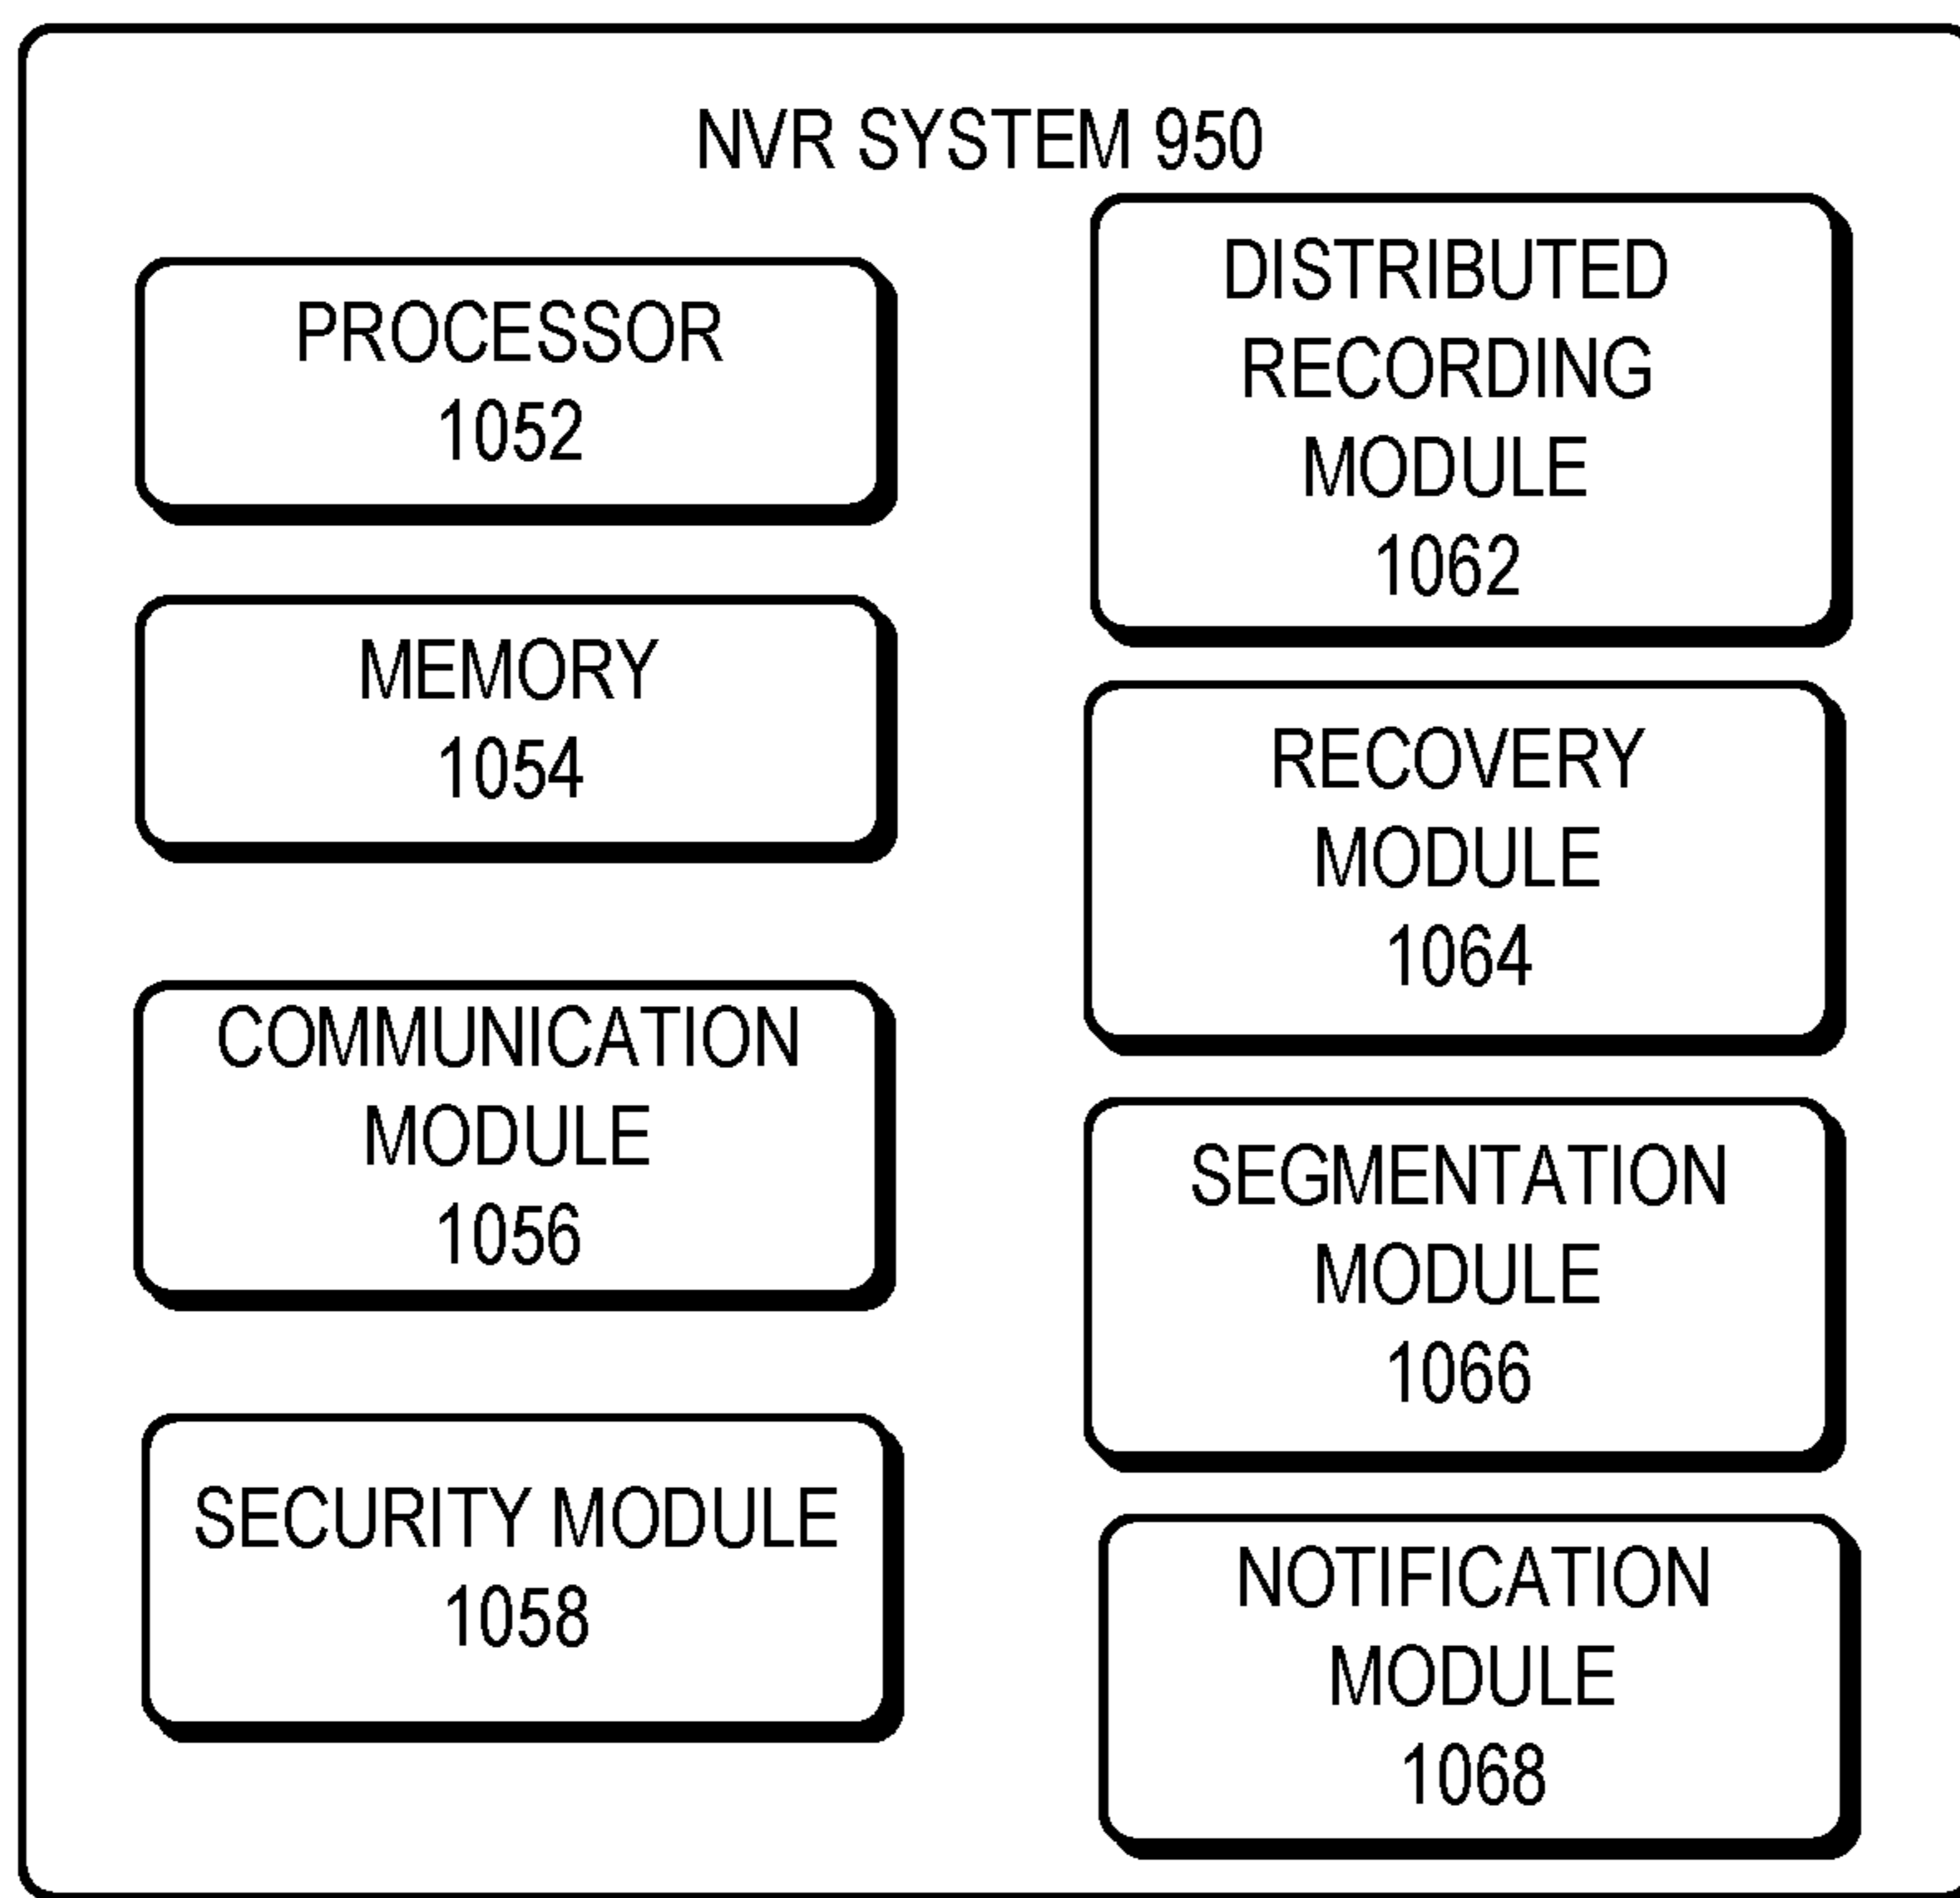 NVR SYSTEM 950
PROCESSOR
1052
MEMORY
1054
COMMUNICATION
MODULE
1056
SECURITY MODULE
1058
DISTRIBUTED
RECORDING
MODULE
1062
RECOVERY
MODULE
1064
SEGMENTATION
MODULE
1066
NOTIFICATION
MODULE
1068